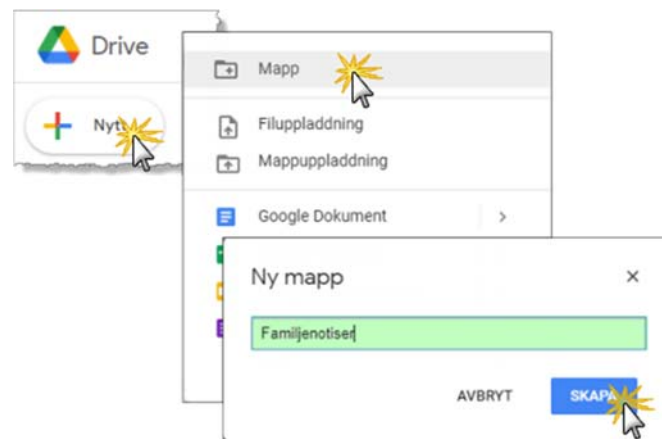 Drive
Nytt
Mapp
Filuppladdning
Mappuppladdning
Google Dokument
Ny mapp
Familjenotiser
AVBRYT
SKAPA